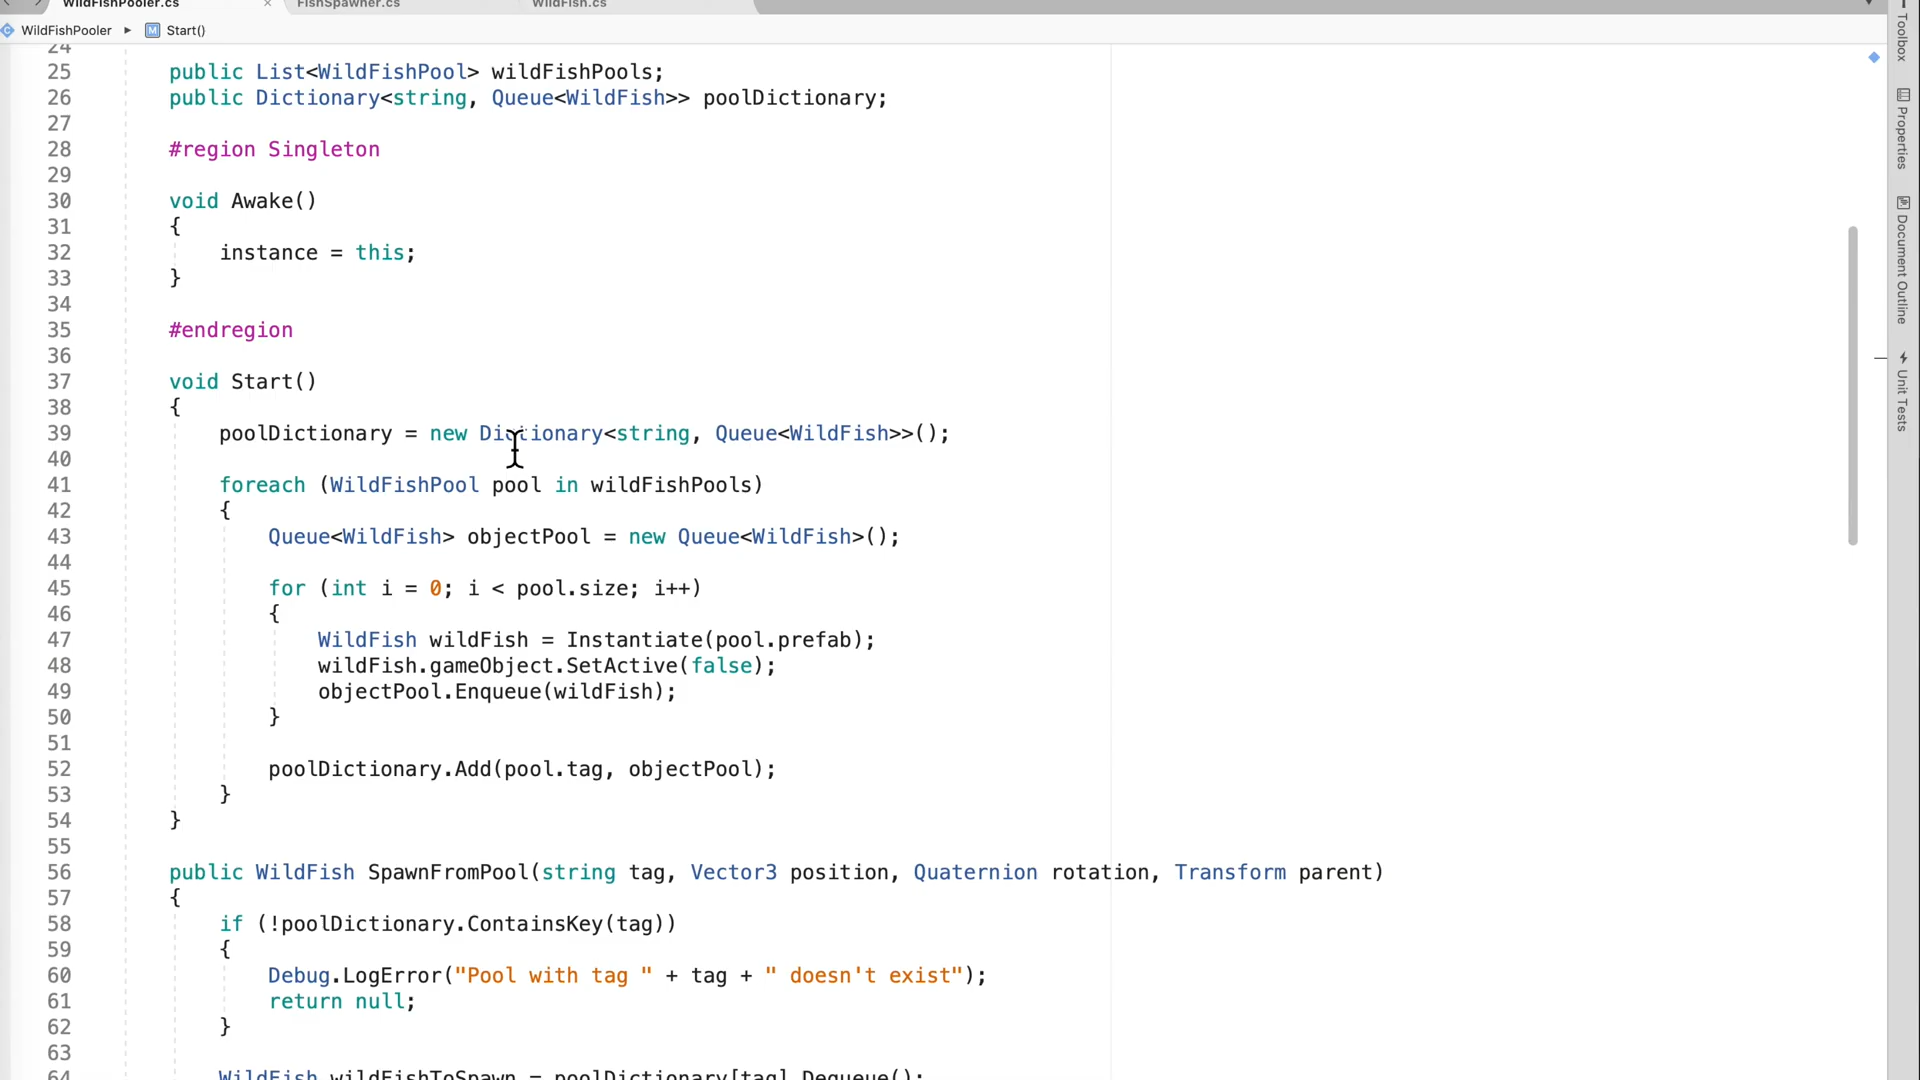 WildFishPooler.cs
FishSpawner.cs
WildFish.cs
WildFishPooler
M Start()
24
25 public List<WildFishPool> wildFishPools;
26 public Dictionary<string, Queue<WildFish>> poolDictionary;
27
28 #region Singleton
29
30 void Awake()
31 {
32 instance = this;
33 }
34
35 #endregion
36
37 void Start()
38 {
39 poolDictionary = new Dictionary<string, Queue<WildFish>>();
40
41 foreach (WildFishPool pool in wildFishPools)
42 {
43 Queue<WildFish> objectPool = new Queue<WildFish>();
44
45 for (int i = 0; i < pool.size; i++)
46 {
47 WildFish wildFish = Instantiate(pool.prefab);
48 wildFish.gameObject.SetActive(false);
49 objectPool.Enqueue(wildFish);
50 }
51
52 poolDictionary.Add(pool.tag, objectPool);
53 }
54 }
55
56 public WildFish SpawnFromPool(string tag, Vector3 position, Quaternion rotation, Transform parent)
57 {
58 if (!poolDictionary.ContainsKey(tag))
59 {
60 Debug.LogError("Pool with tag " + tag + " doesn't exist");
61 return null;
62 }
63
64 WildFish wildFishToSpawn = poolDictionary[tag].Dequeue();
Toolbox
Properties
Document Outline
Unit Tests